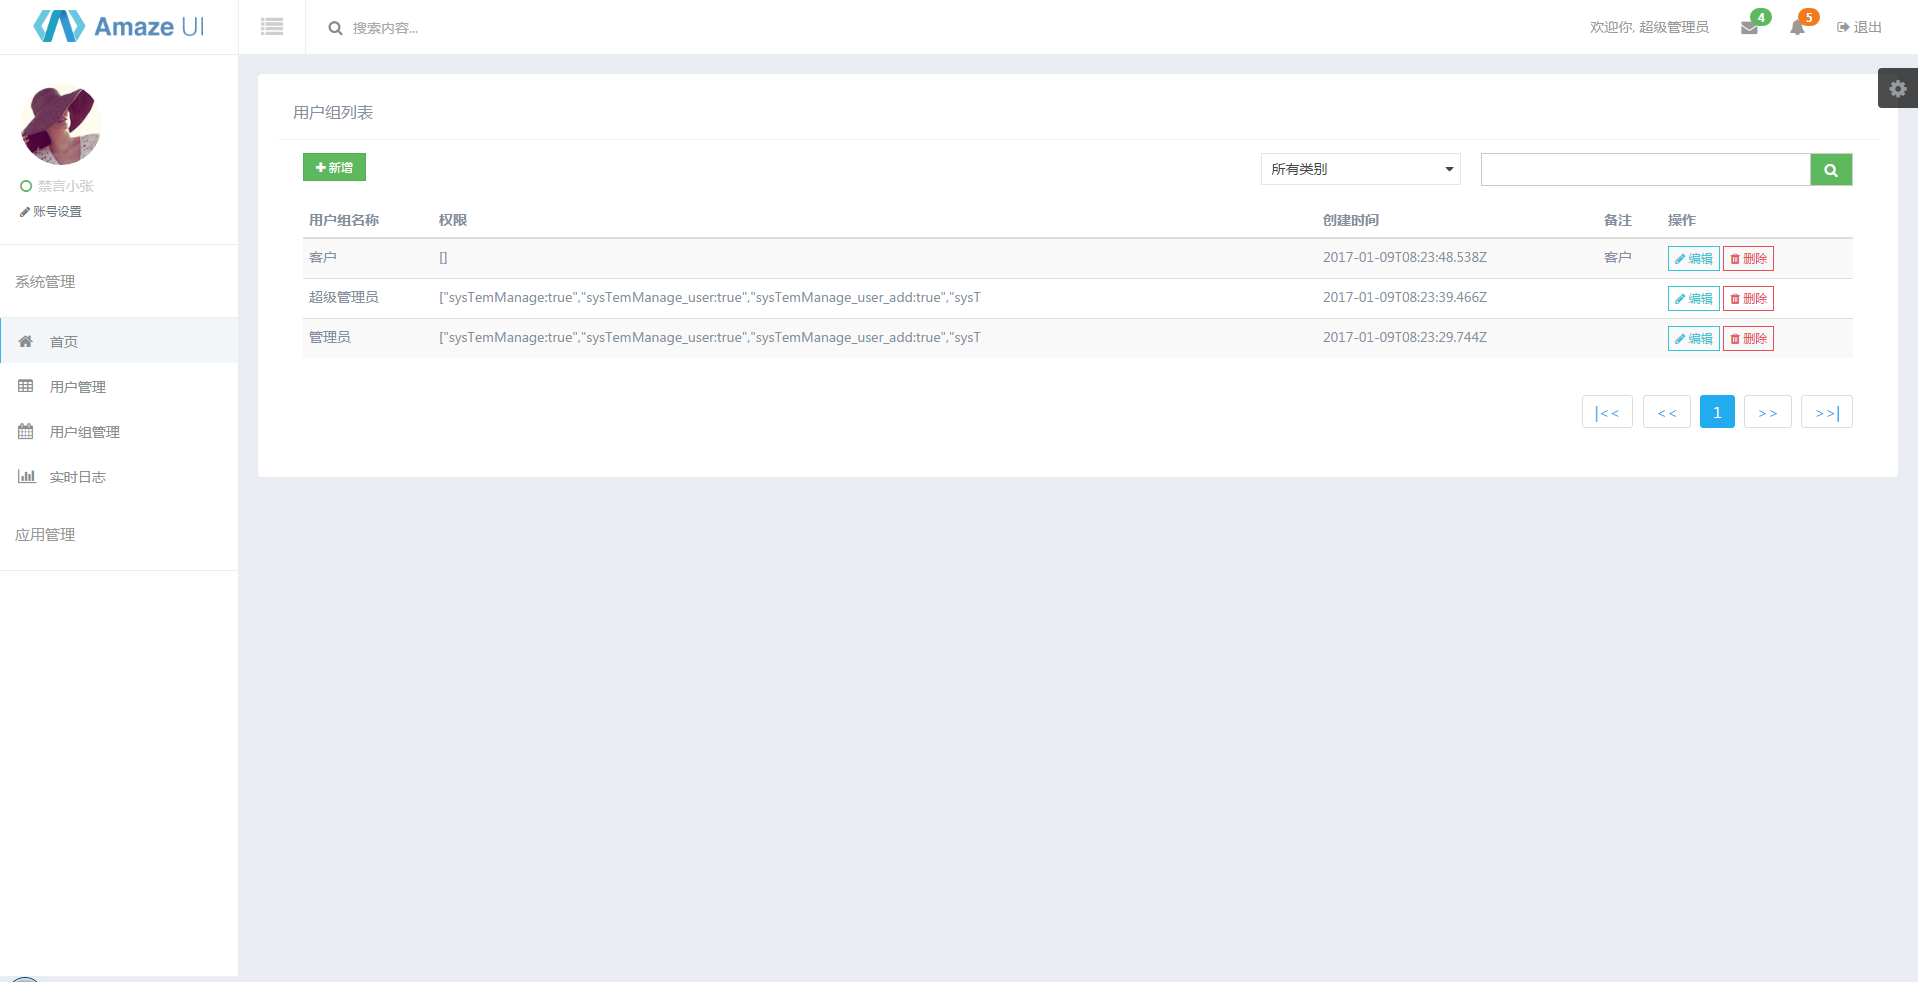 Amaze UI
搜索内容...
欢迎你, 超级管理员
4
5
退出
禁言小张
账号设置
系统管理
首页
用户管理
用户组管理
实时日志
应用管理
用户组列表
新增
所有类别
用户组名称 权限 创建时间 备注 操作
客户 [] 2017-01-09T08:23:48.538Z 客户 编辑 删除
超级管理员 ["sysTemManage:true","sysTemManage_user:true","sysTemManage_user_add:true","sysT 2017-01-09T08:23:39.466Z 编辑 删除
管理员 ["sysTemManage:true","sysTemManage_user:true","sysTemManage_user_add:true","sysT 2017-01-09T08:23:29.744Z 编辑 删除
|<< << 1 >> >>|